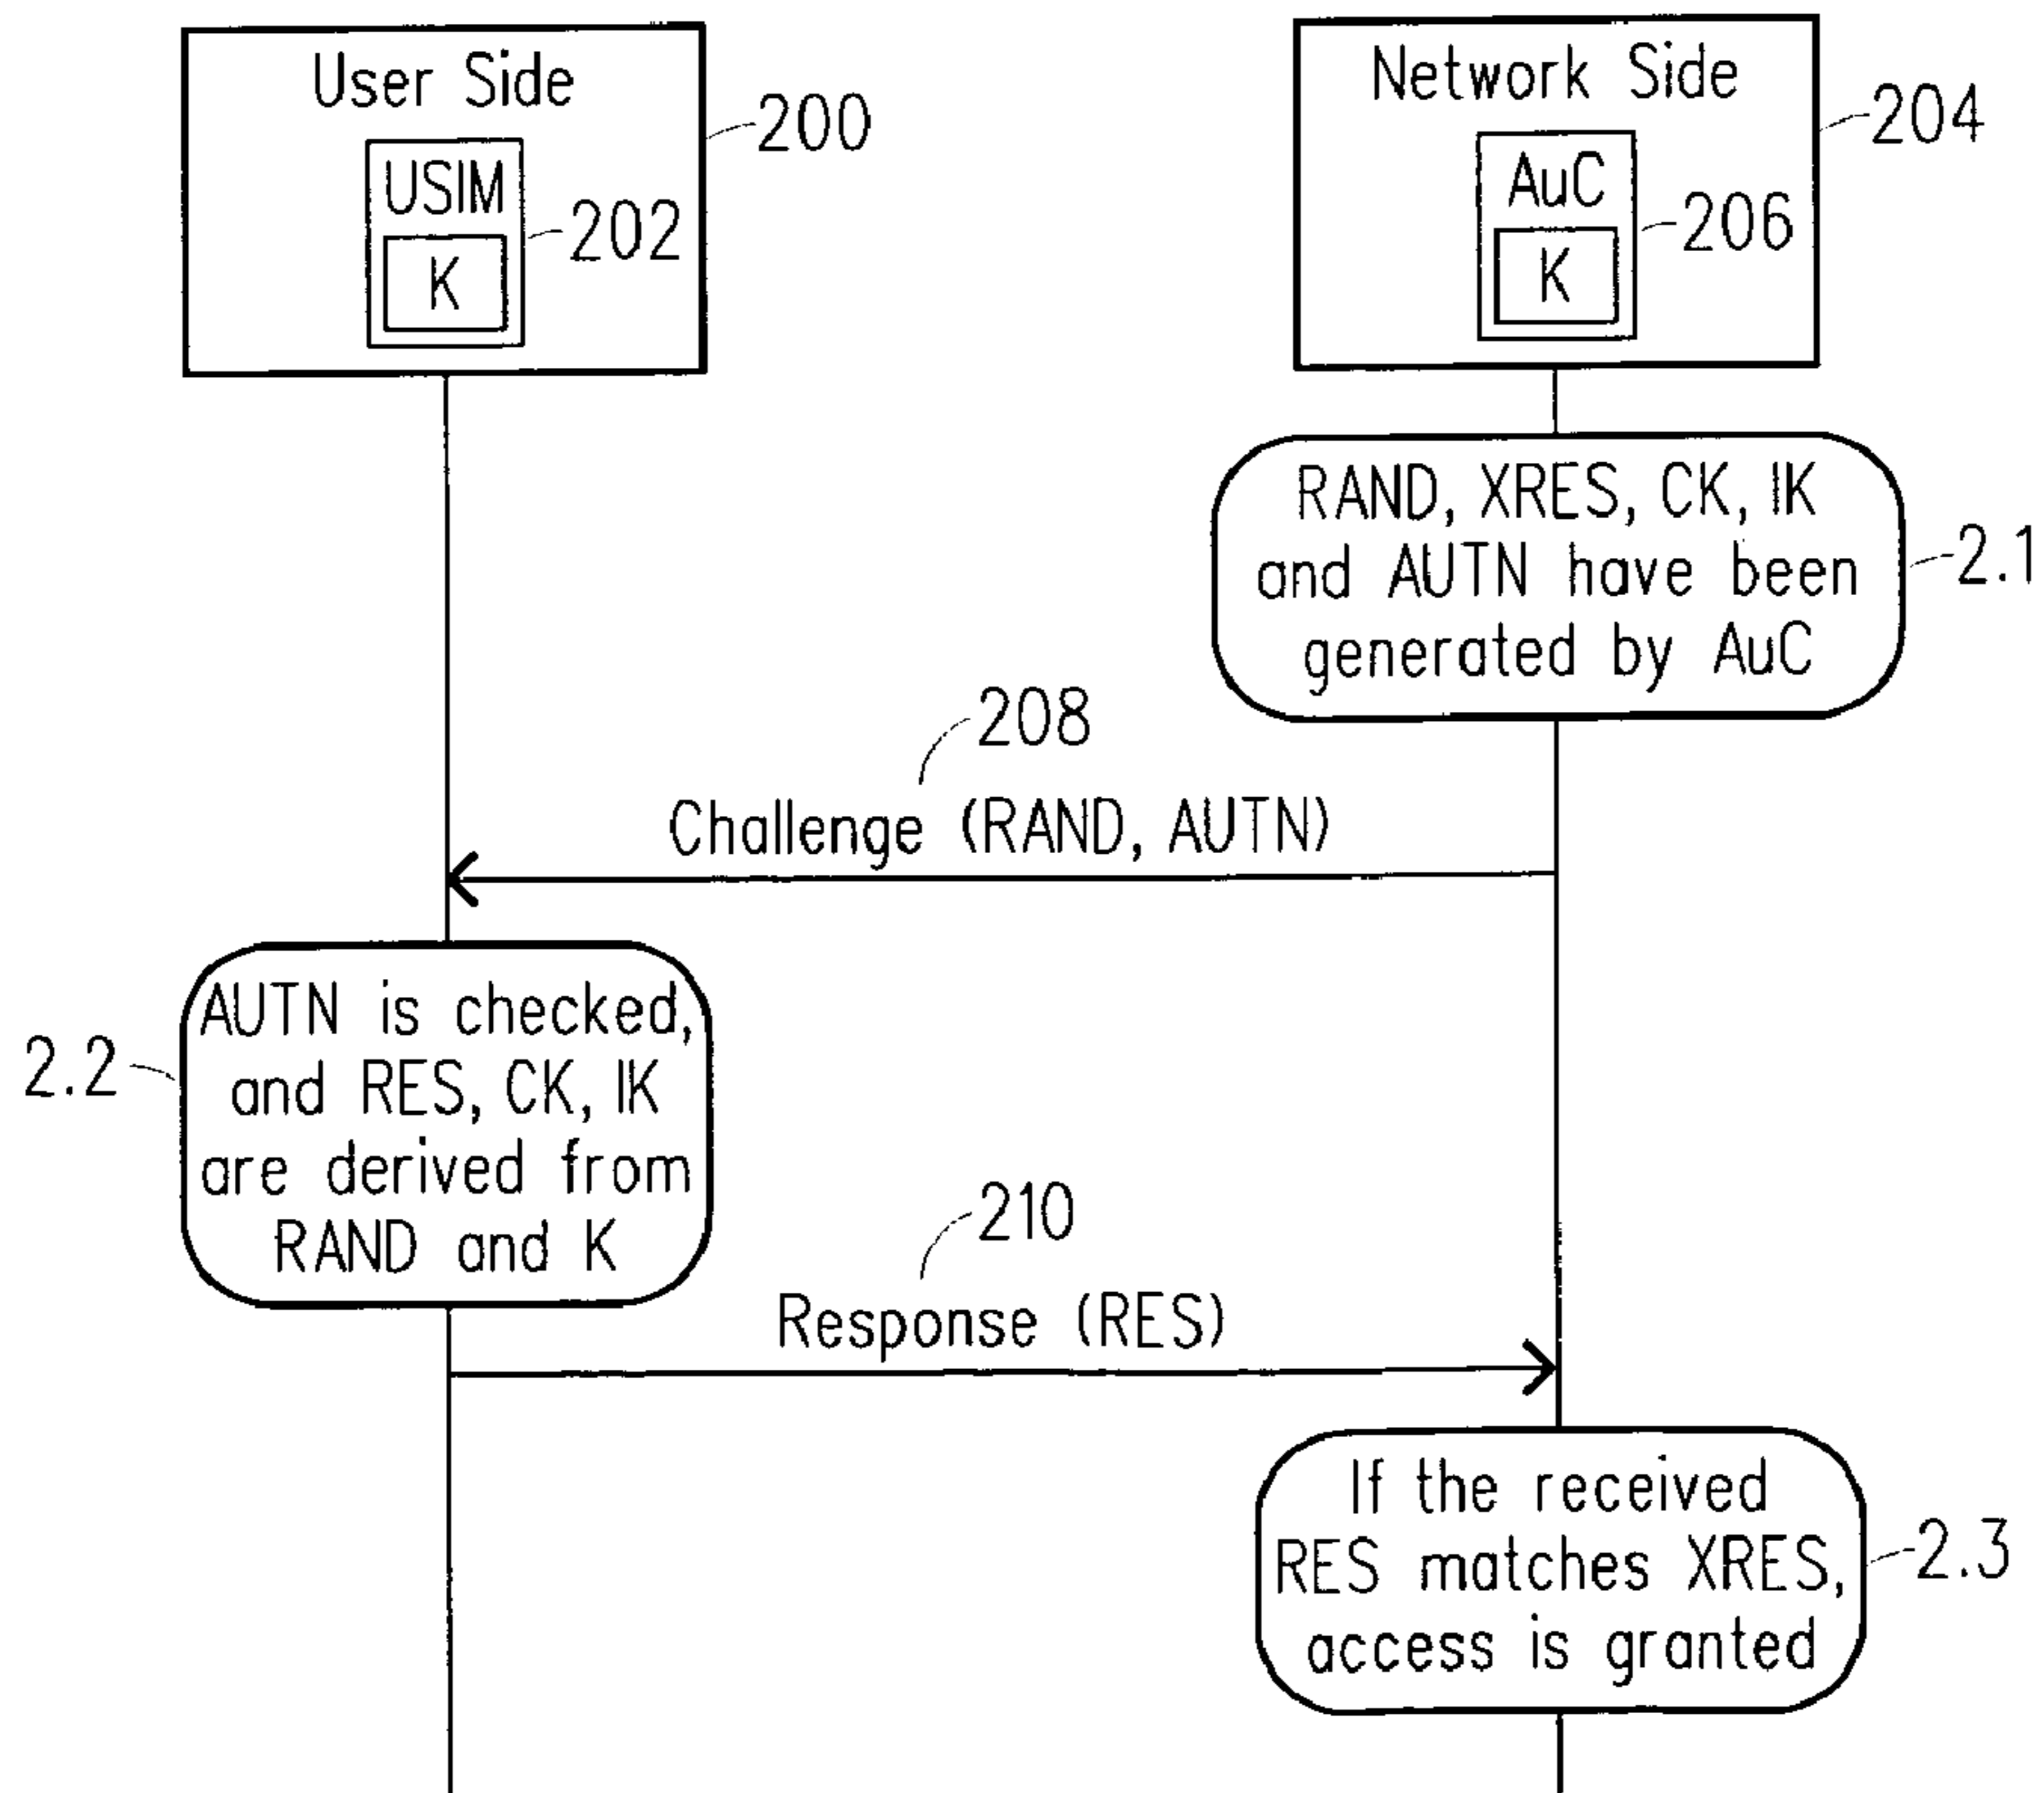 User Side
USIM
K
200
202
Network Side
AuC
K
204
206
RAND, XRES, CK, IK
and AUTN have been
generated by AuC
2.1
208
Challenge (RAND, AUTN)
AUTN is checked,
and RES, CK, IK
are derived from
RAND and K
2.2
210
Response (RES)
If the received
RES matches XRES,
access is granted
2.3